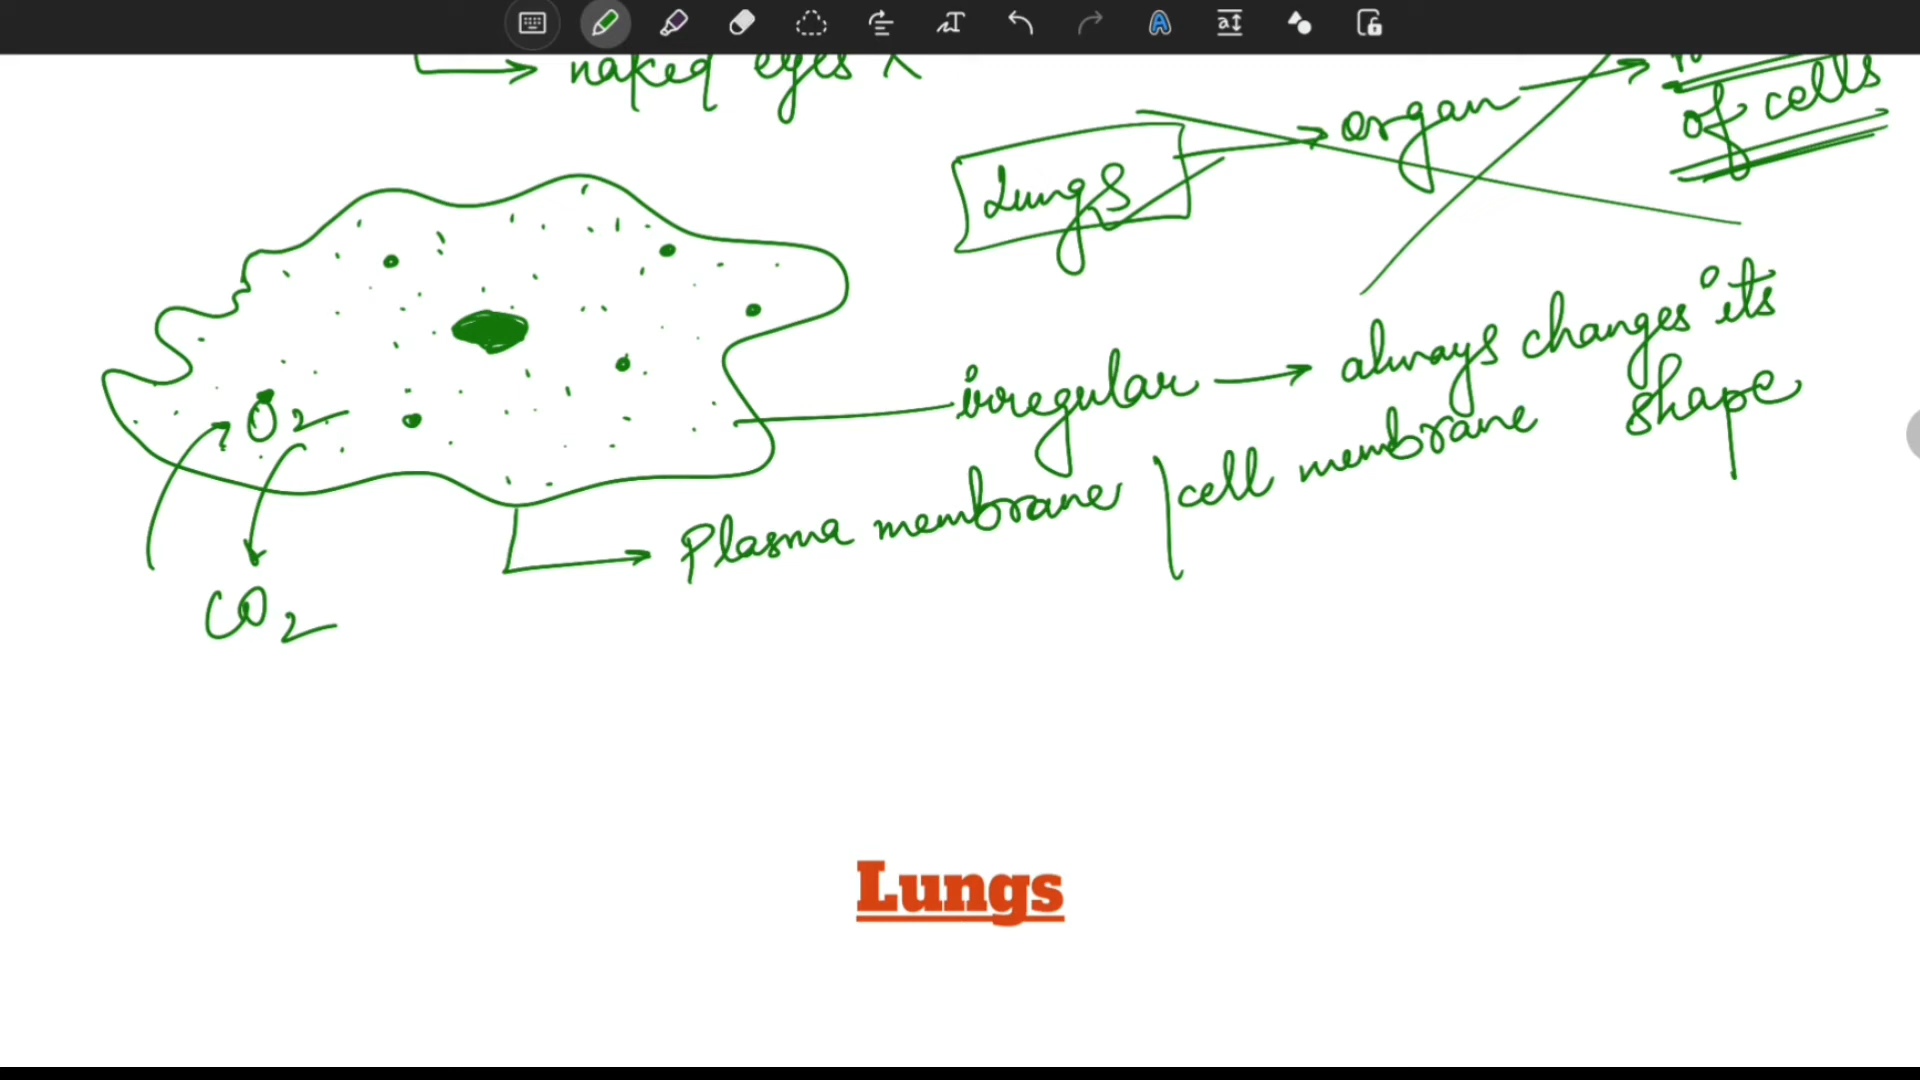 naked eyes X
Lungs → organ →
of cells
irregular → always changes its
shape
Plasma membrane / cell membrane
O2
CO2
Lungs